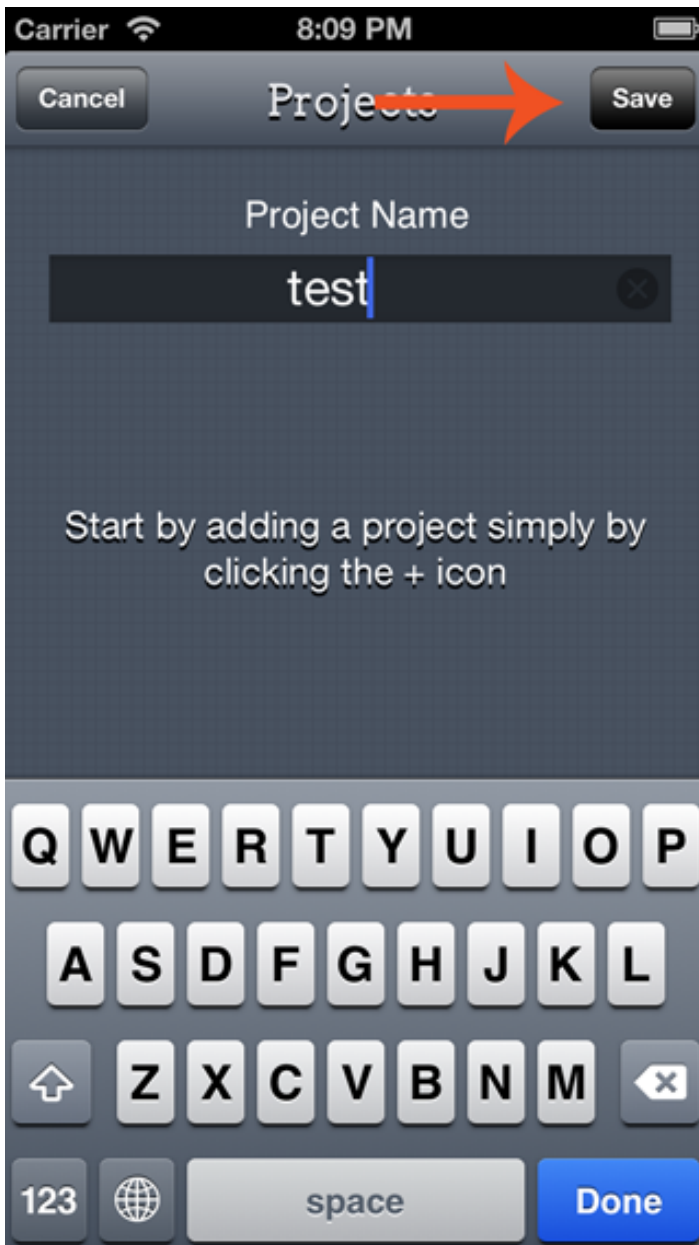 Carrier 8:09 PM
Cancel Projects Save
Project Name
test
Start by adding a project simply by
clicking the + icon
Q W E R T Y U I O P
A S D F G H J K L
Z X C V B N M
123 space Done